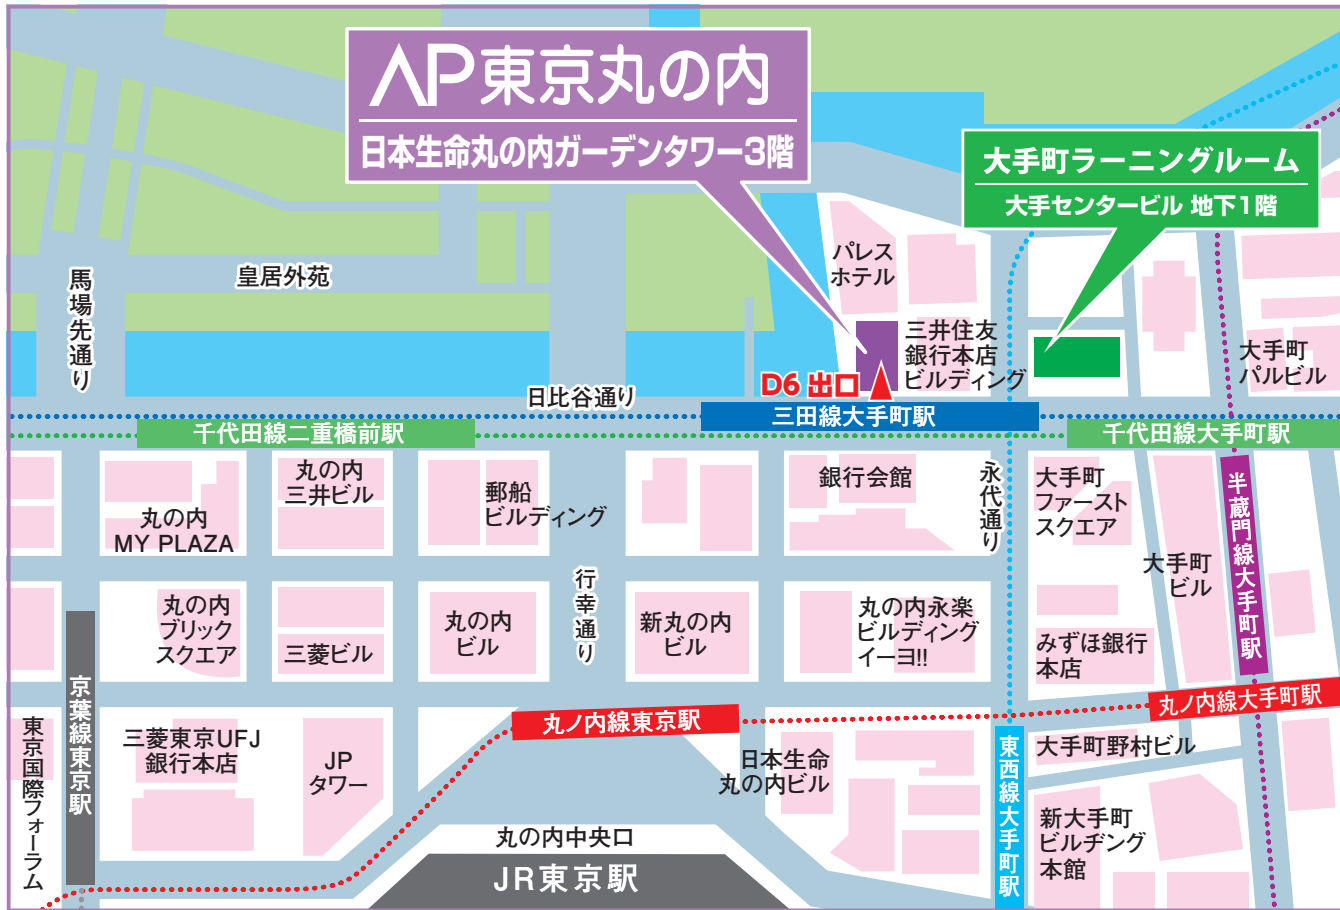 AP東京丸の内
日本生命丸の内ガーデンタワー3階
大手町ラーニングルーム
大手センタービル 地下1階
パレス
ホテル
馬場先通り
皇居外苑
三井住友
銀行本店
ビルディング
大手町
パルビル
D6 出口
日比谷通り
三田線大手町駅
千代田線二重橋前駅
千代田線大手町駅
丸の内
三井ビル
郵船
ビルディング
銀行会館
永代通り
大手町
ファースト
スクエア
半蔵門線大手町駅
丸の内
MY PLAZA
大手町
ビル
行幸通り
丸の内
ブリック
スクエア
三菱ビル
丸の内
ビル
新丸の内
ビル
丸の内永楽
ビルディング
イーヨ!!
みずほ銀行
本店
京葉線東京駅
丸ノ内線東京駅
丸ノ内線大手町駅
東京国際フォーラム
三菱東京UFJ
銀行本店
JP
タワー
日本生命
丸の内ビル
東西線大手町駅
大手町野村ビル
新大手町
ビルヂング
本館
丸の内中央口
JR東京駅